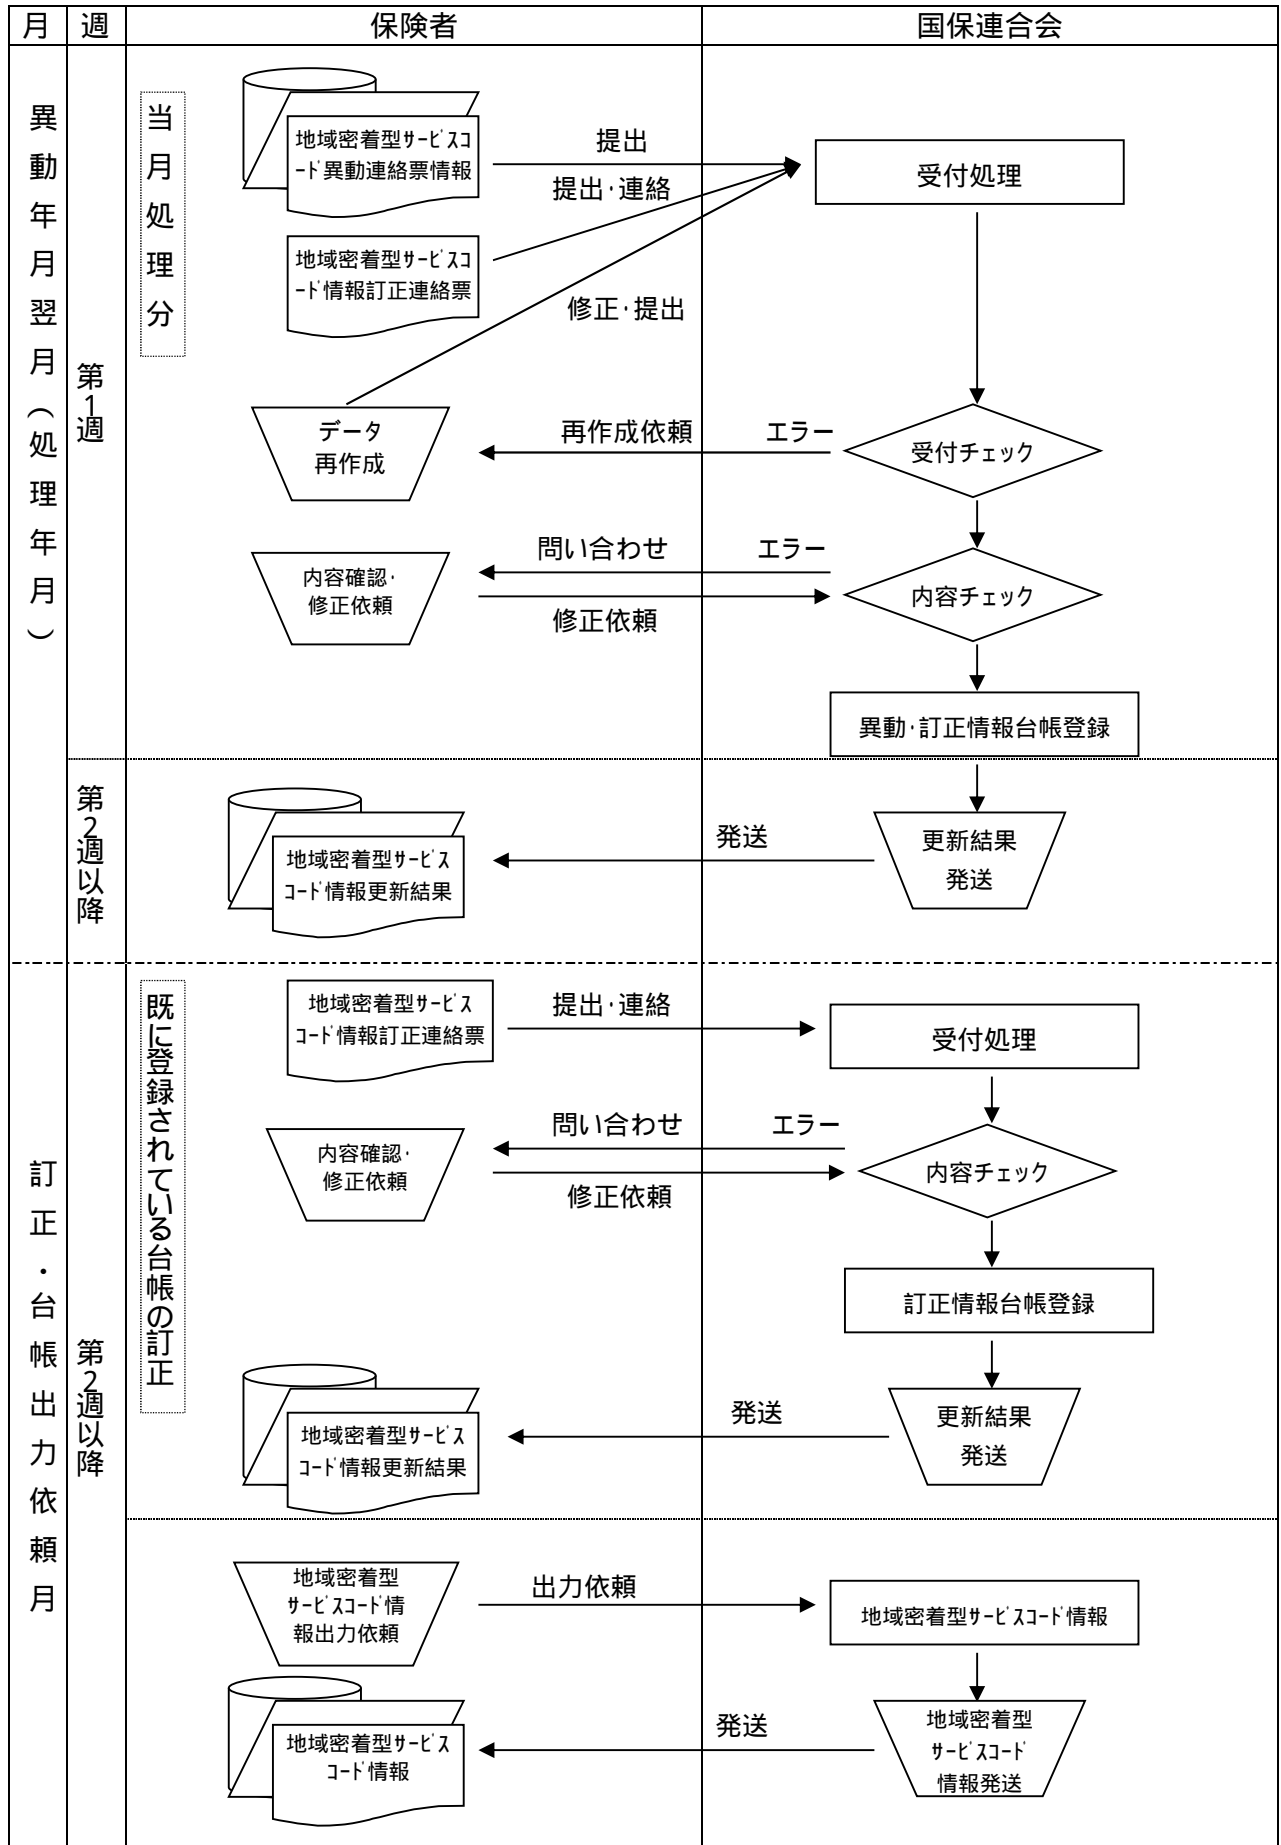 月
週
保険者
国保連合会
異動年月翌月（処理年月）
第1週
当月処理分
地域密着型ｻｰﾋﾞｽｺ
ｰﾄﾞ異動連絡票情報
提出
受付処理
提出･連絡
地域密着型ｻｰﾋﾞｽｺ
ｰﾄﾞ情報訂正連絡票
修正･提出
データ
再作成
再作成依頼
エラー
受付チェック
内容確認･
修正依頼
問い合わせ
エラー
修正依頼
内容チェック
異動･訂正情報台帳登録
第2週以降
地域密着型ｻｰﾋﾞｽ
ｺｰﾄﾞ情報更新結果
発送
更新結果
発送
訂正・台帳出力依頼月
第2週以降
既に登録されている台帳の訂正
地域密着型ｻｰﾋﾞｽ
ｺｰﾄﾞ情報訂正連絡票
提出･連絡
受付処理
内容確認･
修正依頼
問い合わせ
エラー
修正依頼
内容チェック
訂正情報台帳登録
地域密着型ｻｰﾋﾞｽ
ｺｰﾄﾞ情報更新結果
発送
更新結果
発送
地域密着型
ｻｰﾋﾞｽｺｰﾄﾞ情
報出力依頼
出力依頼
地域密着型ｻｰﾋﾞｽｺｰﾄﾞ情報
地域密着型ｻｰﾋﾞｽ
ｺｰﾄﾞ情報
発送
地域密着型
ｻｰﾋﾞｽｺｰﾄﾞ
情報発送